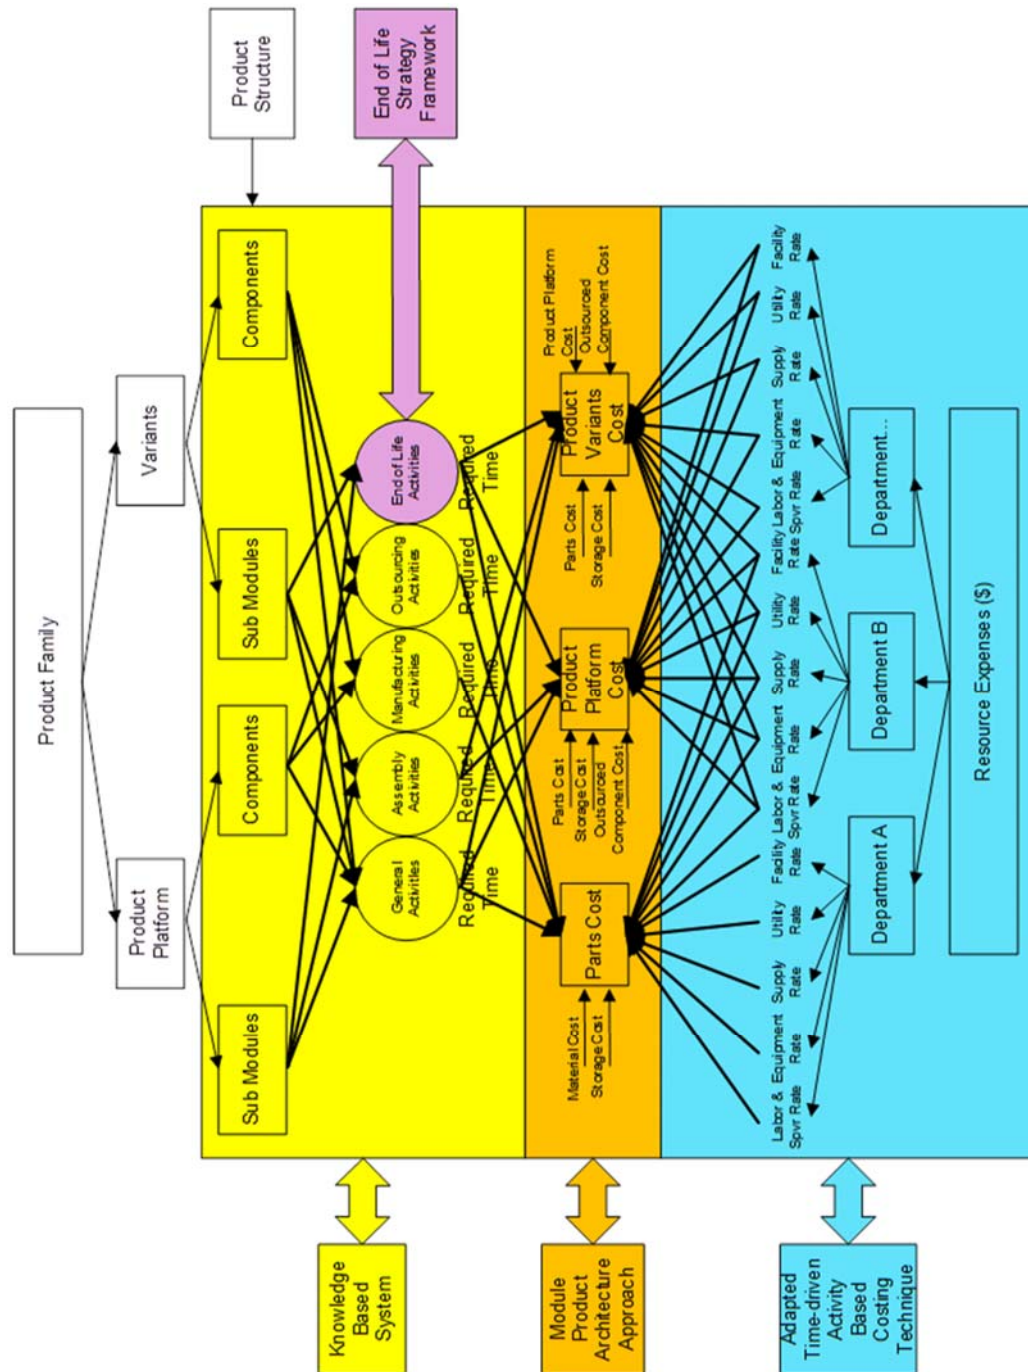 Product Family
Product
Platform
Variants
Product
Structure
Sub Modules
Components
Sub Modules
Components
General
Activities
Assembly
Activities
Manufacturing
Activities
Outsourcing
Activities
End of Life
Activities
End of Life
Strategy
Framework
Required
Time
Required
Time
Required
Time
Required
Time
Required
Time
Knowledge
Based
System
Material Cost
Storage Cost
Parts Cost
Parts Cost
Storage Cost
Outsourced
Component Cost
Product
Platform
Cost
Parts Cost
Storage Cost
Product
Variants
Cost
Product Platform
Cost
Outsourced
Component Cost
Module
Product
Architecture
Approach
Labor &
Spvr Rate
Equipment
Rate
Supply
Rate
Utility
Rate
Facility
Rate
Labor &
Spvr Rate
Equipment
Rate
Supply
Rate
Utility
Rate
Facility
Rate
Labor &
Spvr Rate
Equipment
Rate
Supply
Rate
Utility
Rate
Facility
Rate
Department A
Department B
Department...
Resource Expenses ($)
Adapted
Time-driven
Activity
Based
Costing
Technique